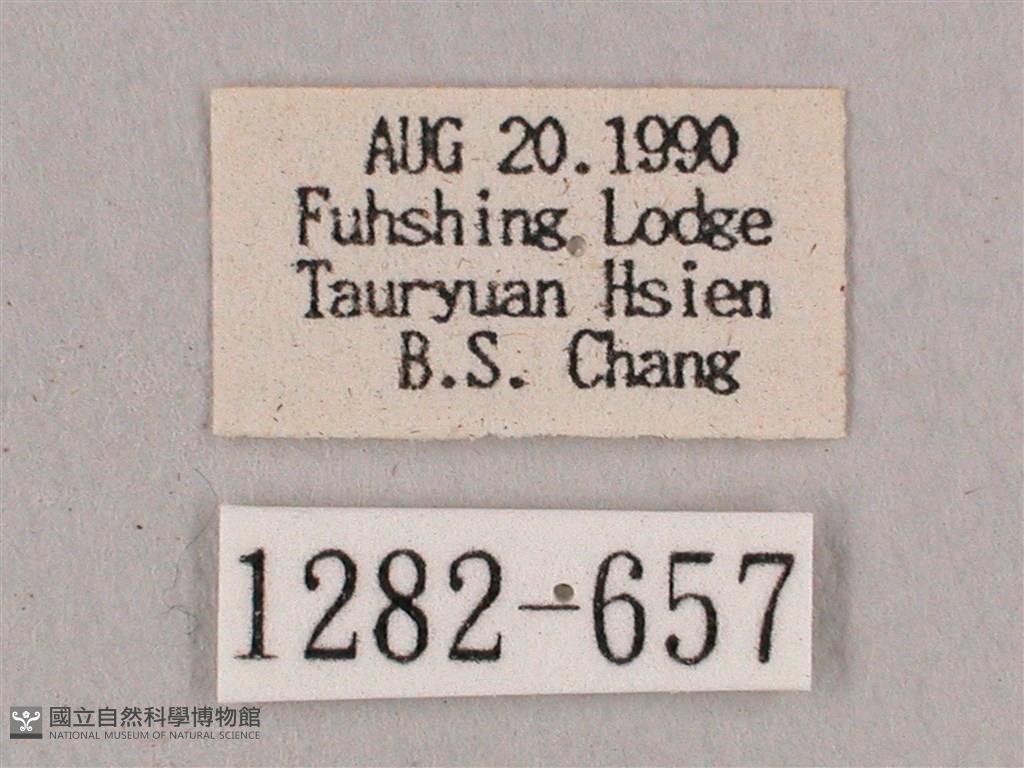 AUG 20.1990
Fuhshing Lodge
Tauryuan Hsien
B.S. Chang
1282-657
國立自然科學博物館
NATIONAL MUSEUM OF NATURAL SCIENCE